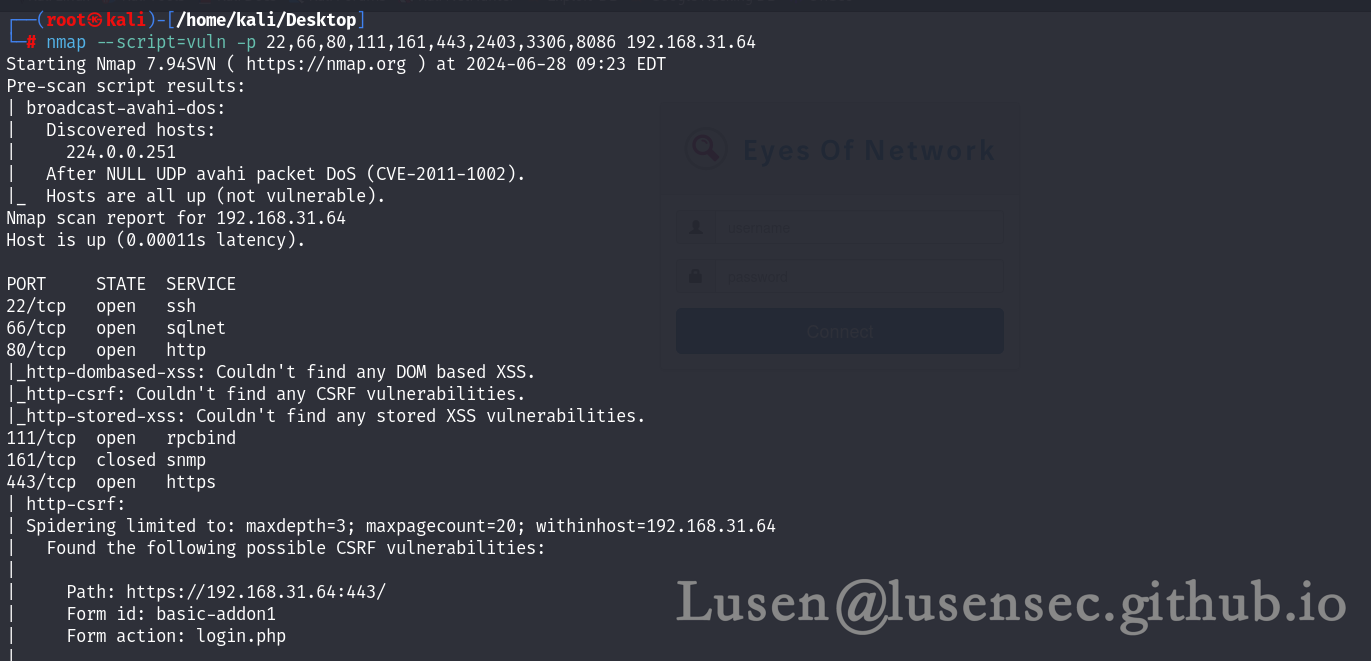 ┌──(root㉿kali)-[/home/kali/Desktop]
└─# nmap --script=vuln -p 22,66,80,111,161,443,2403,3306,8086 192.168.31.64
Starting Nmap 7.94SVN ( https://nmap.org ) at 2024-06-28 09:23 EDT
Pre-scan script results:
| broadcast-avahi-dos:
|   Discovered hosts:
|     224.0.0.251
|   After NULL UDP avahi packet DoS (CVE-2011-1002).
|_  Hosts are all up (not vulnerable).
Nmap scan report for 192.168.31.64
Host is up (0.00011s latency).
PORT     STATE  SERVICE
22/tcp   open   ssh
66/tcp   open   sqlnet
80/tcp   open   http
|_http-dombased-xss: Couldn't find any DOM based XSS.
|_http-csrf: Couldn't find any CSRF vulnerabilities.
|_http-stored-xss: Couldn't find any stored XSS vulnerabilities.
111/tcp  open   rpcbind
161/tcp  closed snmp
443/tcp  open   https
| http-csrf:
| Spidering limited to: maxdepth=3; maxpagecount=20; withinhost=192.168.31.64
|   Found the following possible CSRF vulnerabilities:
|
|     Path: https://192.168.31.64:443/
|     Form id: basic-addon1
|     Form action: login.php
|
Eyes Of Network
username
password
Connect
Lusen@lusensec.github.io